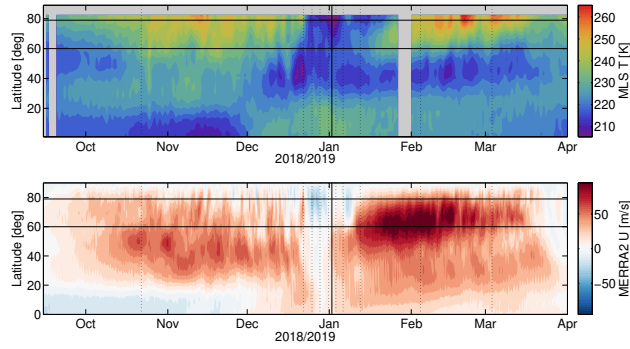 80
60
40
20
Latitude [deg]
Oct
Nov
Dec
Jan
Feb
Mar
Apr
2018/2019
260
250
240
230
220
210
MLS T [K]
80
60
40
20
0
Latitude [deg]
Oct
Nov
Dec
Jan
Feb
Mar
Apr
2018/2019
50
0
−50
MERRA2 U [m/s]